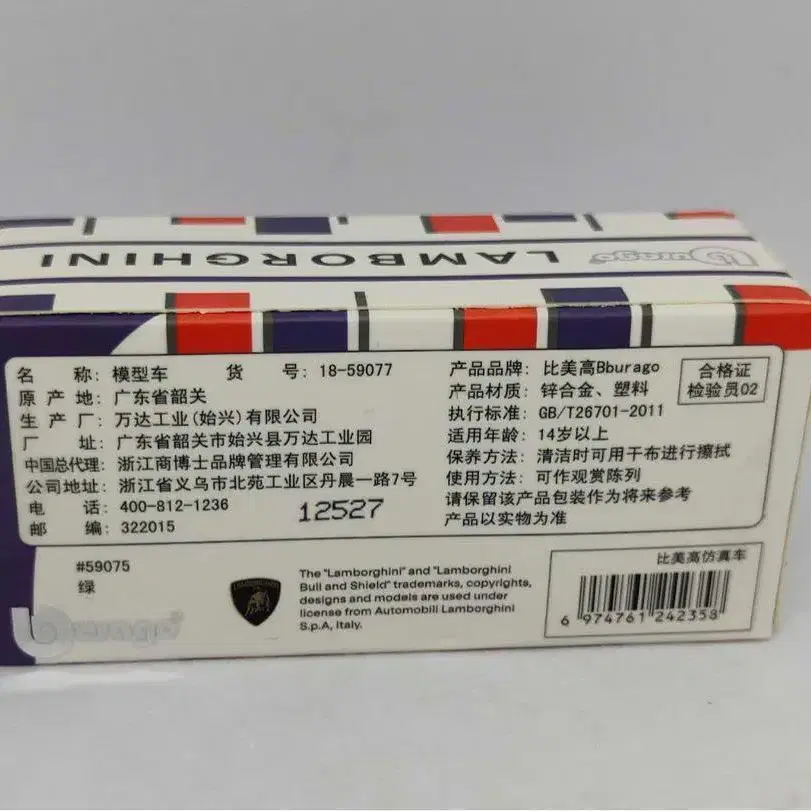 LAMBORGHINI
Bburago
名 称: 模型车 货 号: 18-59077
原 产 地: 广东省韶关
生 产 厂: 万达工业(始兴)有限公司
厂 址: 广东省韶关市始兴县万达工业园
中国总代理: 浙江商博士品牌管理有限公司
公司地址: 浙江省义乌市北苑工业区丹晨一路7号
电 话: 400-812-1236
邮 编: 322015
12527
产品品牌: 比美高Bburago
产品材质: 锌合金、塑料
执行标准: GB/T26701-2011
适用年龄: 14岁以上
保养方法: 清洁时可用干布进行擦拭
使用方法: 可作观赏陈列
请保留该产品包装作为将来参考
产品以实物为准
合格证
检验员02
#59075
绿
Bburago
LAMBORGHINI
The "Lamborghini" and "Lamborghini
Bull and Shield" trademarks, copyrights,
designs and models are used under
license from Automobili Lamborghini
S.p.A, Italy.
比美高仿真车
6 974761 242358